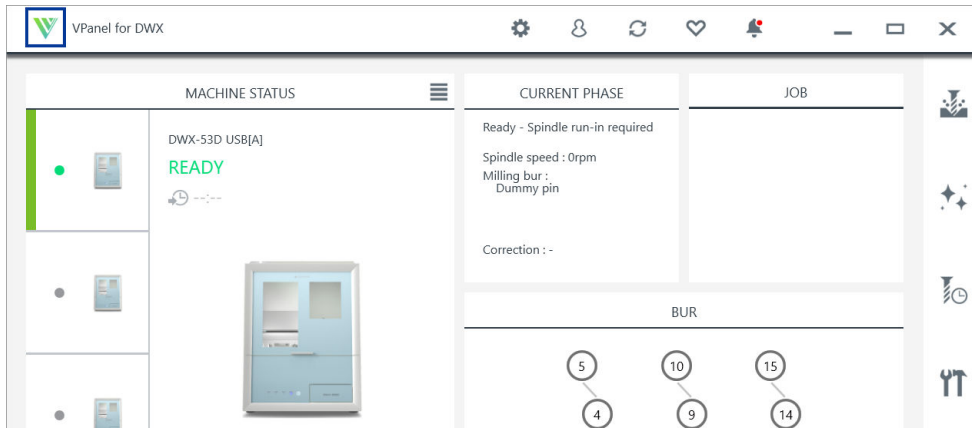 VPanel for DWX
MACHINE STATUS
DWX-53D USB[A]
READY
--:--
CURRENT PHASE
Ready - Spindle run-in required
Spindle speed : 0rpm
Milling bur :
Dummy pin
Correction : -
JOB
BUR
5 10 15
4 9 14